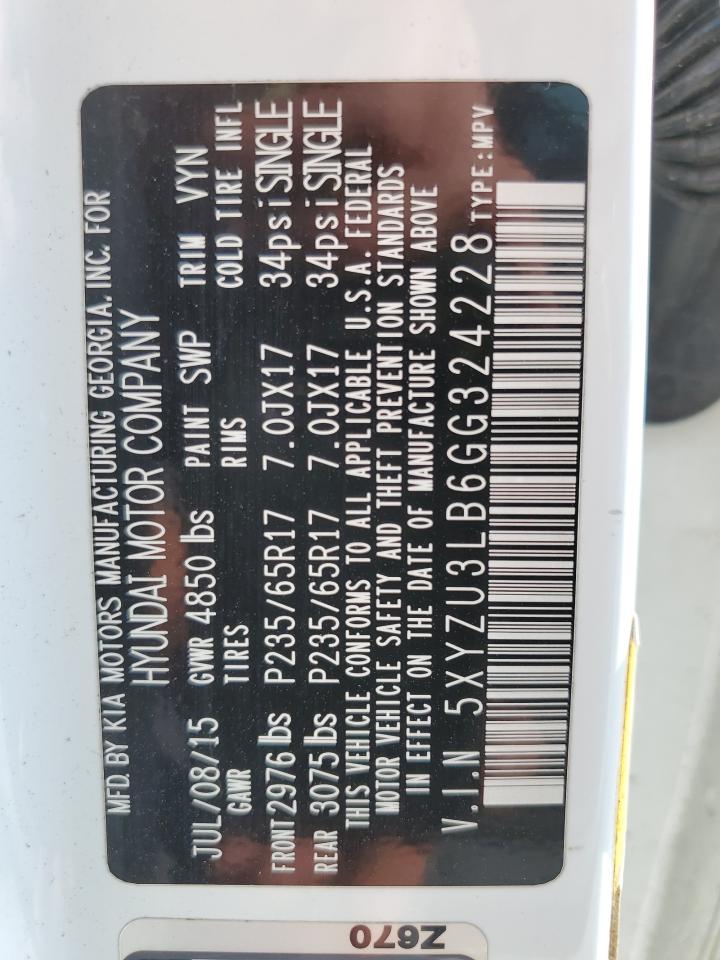 MFD. BY KIA MOTORS MANUFACTURING GEORGIA, INC. FOR
HYUNDAI MOTOR COMPANY
JUL/08/15 GVWR 4850 lbs PAINT SWP TRIM VYN
GAWR TIRES RIMS COLD TIRE INFL
FRONT 2976 lbs P235/65R17 7.0JX17 34psi SINGLE
REAR 3075 lbs P235/65R17 7.0JX17 34psi SINGLE
THIS VEHICLE CONFORMS TO ALL APPLICABLE U.S.A. FEDERAL
MOTOR VEHICLE SAFETY AND THEFT PREVENTION STANDARDS
IN EFFECT ON THE DATE OF MANUFACTURE SHOWN ABOVE
V.I.N 5XYZU3LB6GG324228 TYPE:MPV
Z670